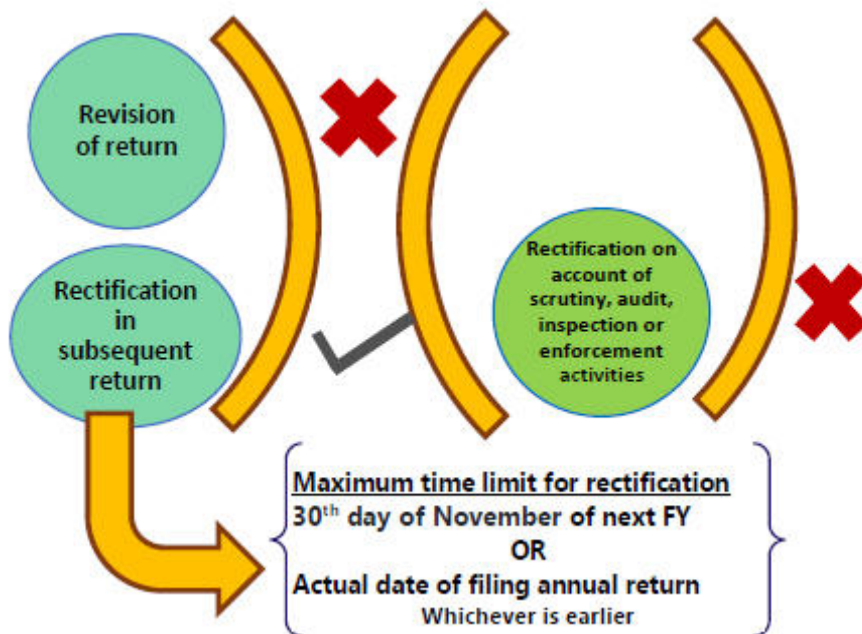 Revision
of return
Rectification
in
subsequent
return
Rectification on
account of
scrutiny, audit,
inspection or
enforcement
activities
Maximum time limit for rectification
30th day of November of next FY
OR
Actual date of filing annual return
Whichever is earlier